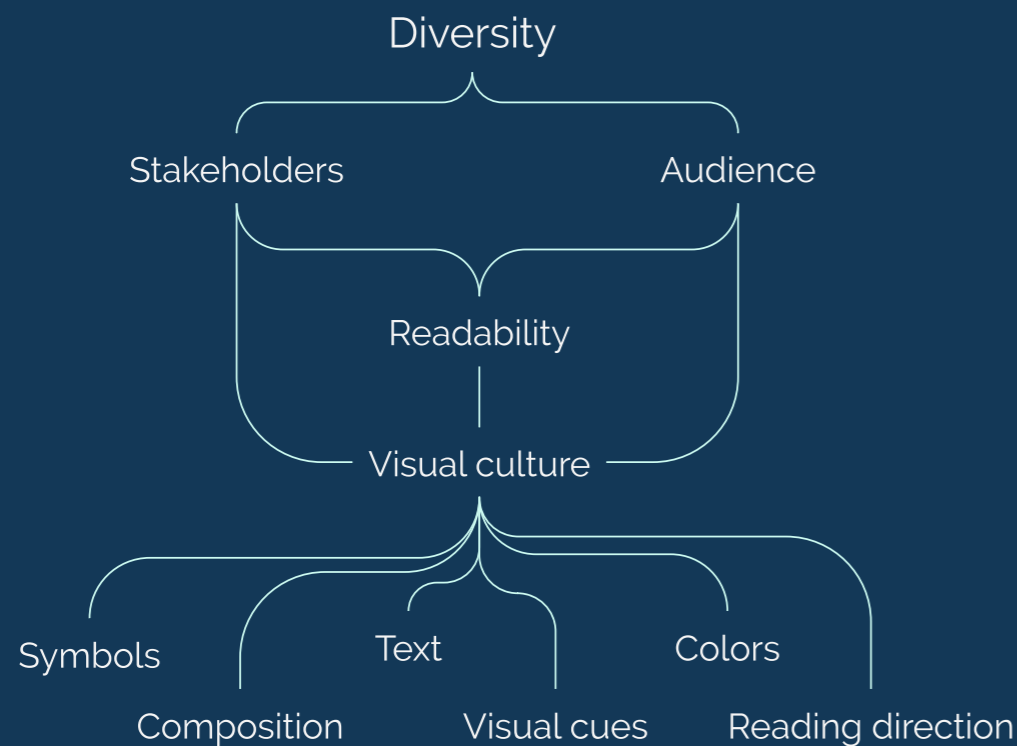 Diversity
Stakeholders
Audience
Readability
Visual culture
Symbols
Text
Colors
Composition
Visual cues
Reading direction